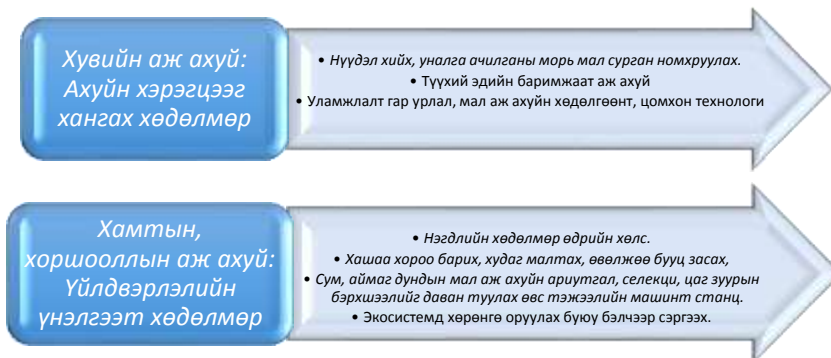 Хувийн аж ахуй:
Ахуйн хэрэгцээг
хангах хөдөлмөр
• Нүүдэл хийх, уналга ачилганы морь мал сурган номхруулах.
• Түүхий эдийн баримжаат аж ахуй
• Уламжлалт гар урлал, мал аж ахуйн хөдөлгөөнт, цомхон технологи
Хамтын,
хоршооллын аж ахуй:
Үйлдвэрлэлийн
үнэлгээт хөдөлмөр
• Нэгдлийн хөдөлмөр өдрийн хөлс.
• Хашаа хороо барих, худаг малтах, өвөлжөө бууц засах,
• Сум, аймаг дундын мал аж ахуйн ариутгал, селекци, цаг зуурын
бэрхшээлийг даван туулах өвс тэжээлийн машинт станц.
• Экосистемд хөрөнгө оруулах буюу бэлчээр сэргээх.